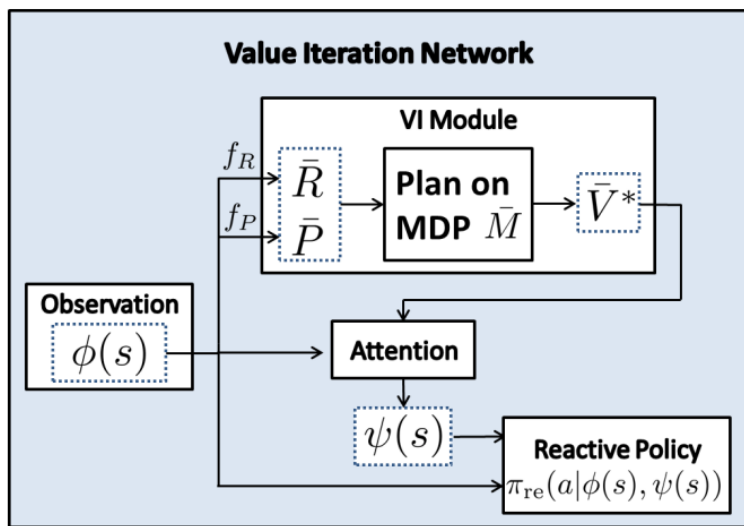 Value Iteration Network
VI Module
f_R
R̄
Plan on
MDP M̄
V̄*
f_P
P̄
Observation
ϕ(s)
Attention
ψ(s)
Reactive Policy
π_re(a|ϕ(s), ψ(s))